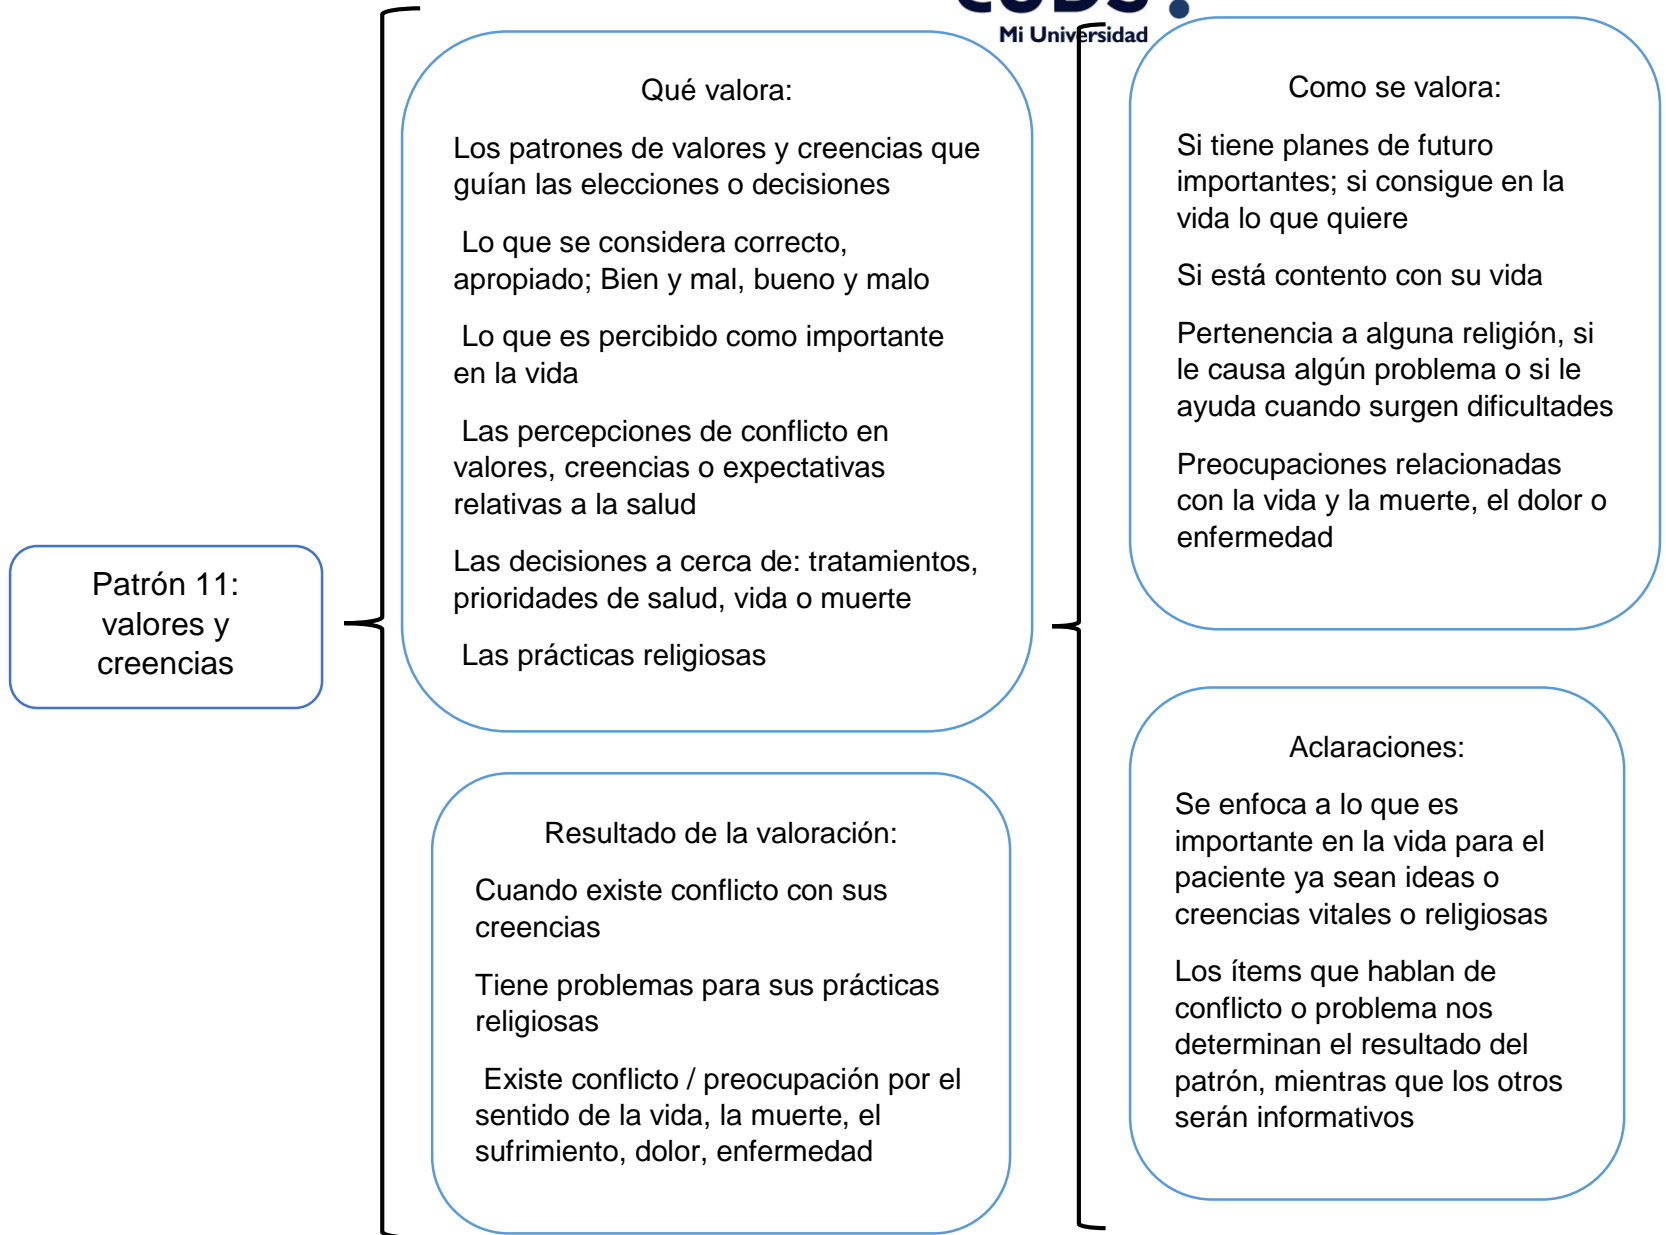 Mi Universidad
Patrón 11:
valores y
creencias
Qué valora:
Los patrones de valores y creencias que
guían las elecciones o decisiones
Lo que se considera correcto,
apropiado; Bien y mal, bueno y malo
Lo que es percibido como importante
en la vida
Las percepciones de conflicto en
valores, creencias o expectativas
relativas a la salud
Las decisiones a cerca de: tratamientos,
prioridades de salud, vida o muerte
Las prácticas religiosas
Resultado de la valoración:
Cuando existe conflicto con sus
creencias
Tiene problemas para sus prácticas
religiosas
Existe conflicto / preocupación por el
sentido de la vida, la muerte, el
sufrimiento, dolor, enfermedad
Como se valora:
Si tiene planes de futuro
importantes; si consigue en la
vida lo que quiere
Si está contento con su vida
Pertenencia a alguna religión, si
le causa algún problema o si le
ayuda cuando surgen dificultades
Preocupaciones relacionadas
con la vida y la muerte, el dolor o
enfermedad
Aclaraciones:
Se enfoca a lo que es
importante en la vida para el
paciente ya sean ideas o
creencias vitales o religiosas
Los ítems que hablan de
conflicto o problema nos
determinan el resultado del
patrón, mientras que los otros
serán informativos